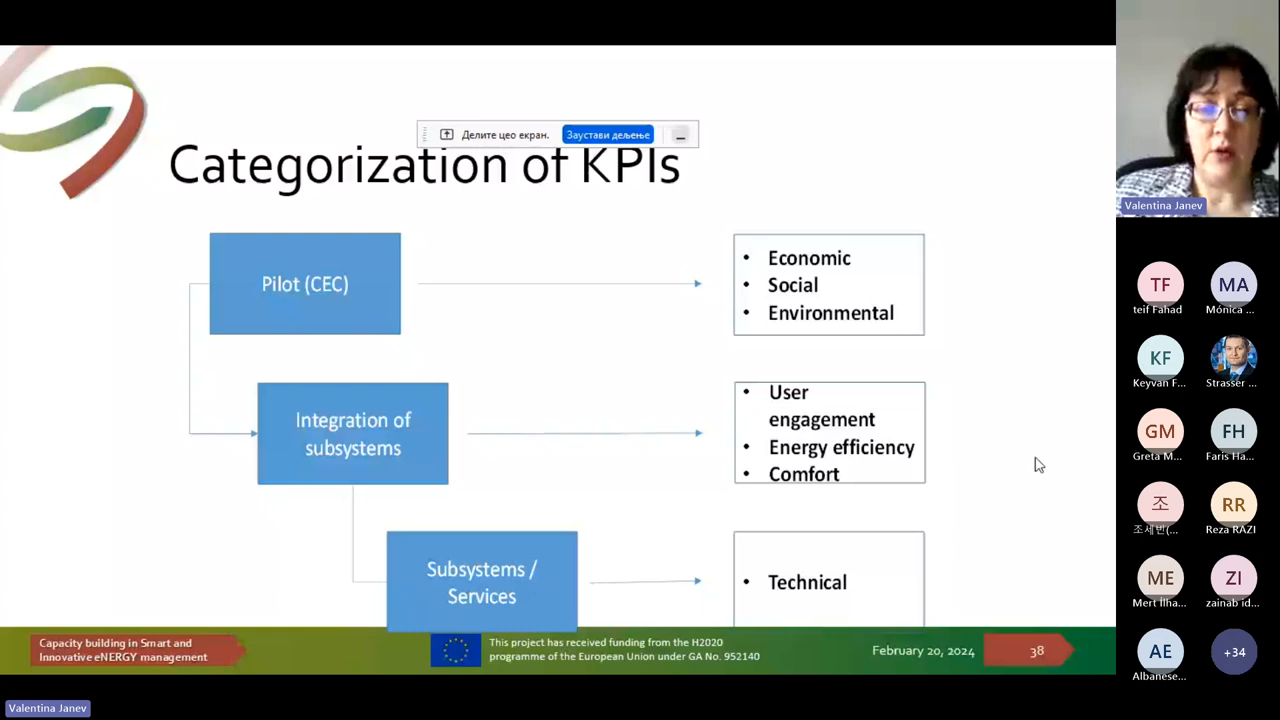 Делите цео екран.
Заустави дељење
Categorization of KPIs
Pilot (CEC)
• Economic
• Social
• Environmental
Integration of
subsystems
• User
engagement
• Energy efficiency
• Comfort
Subsystems /
Services
• Technical
Capacity building in Smart and
Innovative eNERGY management
This project has received funding from the H2020
programme of the European Union under GA No. 952140
February 20, 2024
38
Valentina Janev
TF
teif Fahad
MA
Mónica ...
KF
Keyvan F...
Strasser ...
GM
Greta M...
FH
Faris Ha...
조
조세빈(...
RR
Reza RAZI
ME
Mert Ilha...
ZI
zainab id...
AE
Albanese...
+34
Valentina Janev